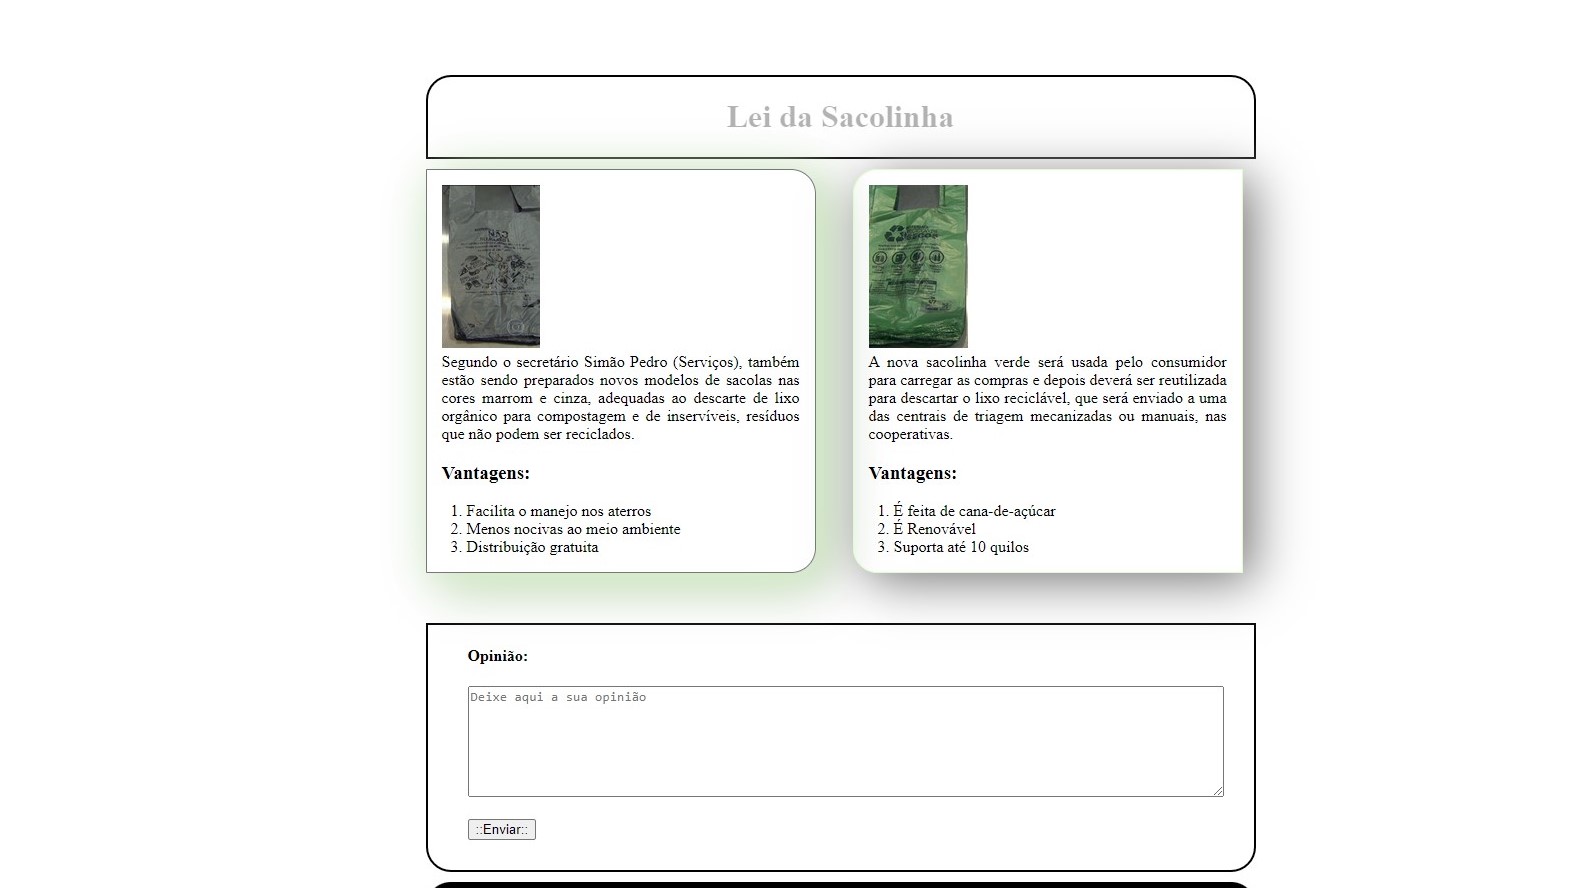 Lei da Sacolinha
Segundo o secretário Simão Pedro (Serviços), também
estão sendo preparados novos modelos de sacolas nas
cores marrom e cinza, adequadas ao descarte de lixo
orgânico para compostagem e de inservíveis, resíduos
que não podem ser reciclados.
Vantagens:
1. Facilita o manejo nos aterros
2. Menos nocivas ao meio ambiente
3. Distribuição gratuita
A nova sacolinha verde será usada pelo consumidor
para carregar as compras e depois deverá ser reutilizada
para descartar o lixo reciclável, que será enviado a uma
das centrais de triagem mecanizadas ou manuais, nas
cooperativas.
Vantagens:
1. É feita de cana-de-açúcar
2. É Renovável
3. Suporta até 10 quilos
Opinião:
Deixe aqui a sua opinião
::Enviar::